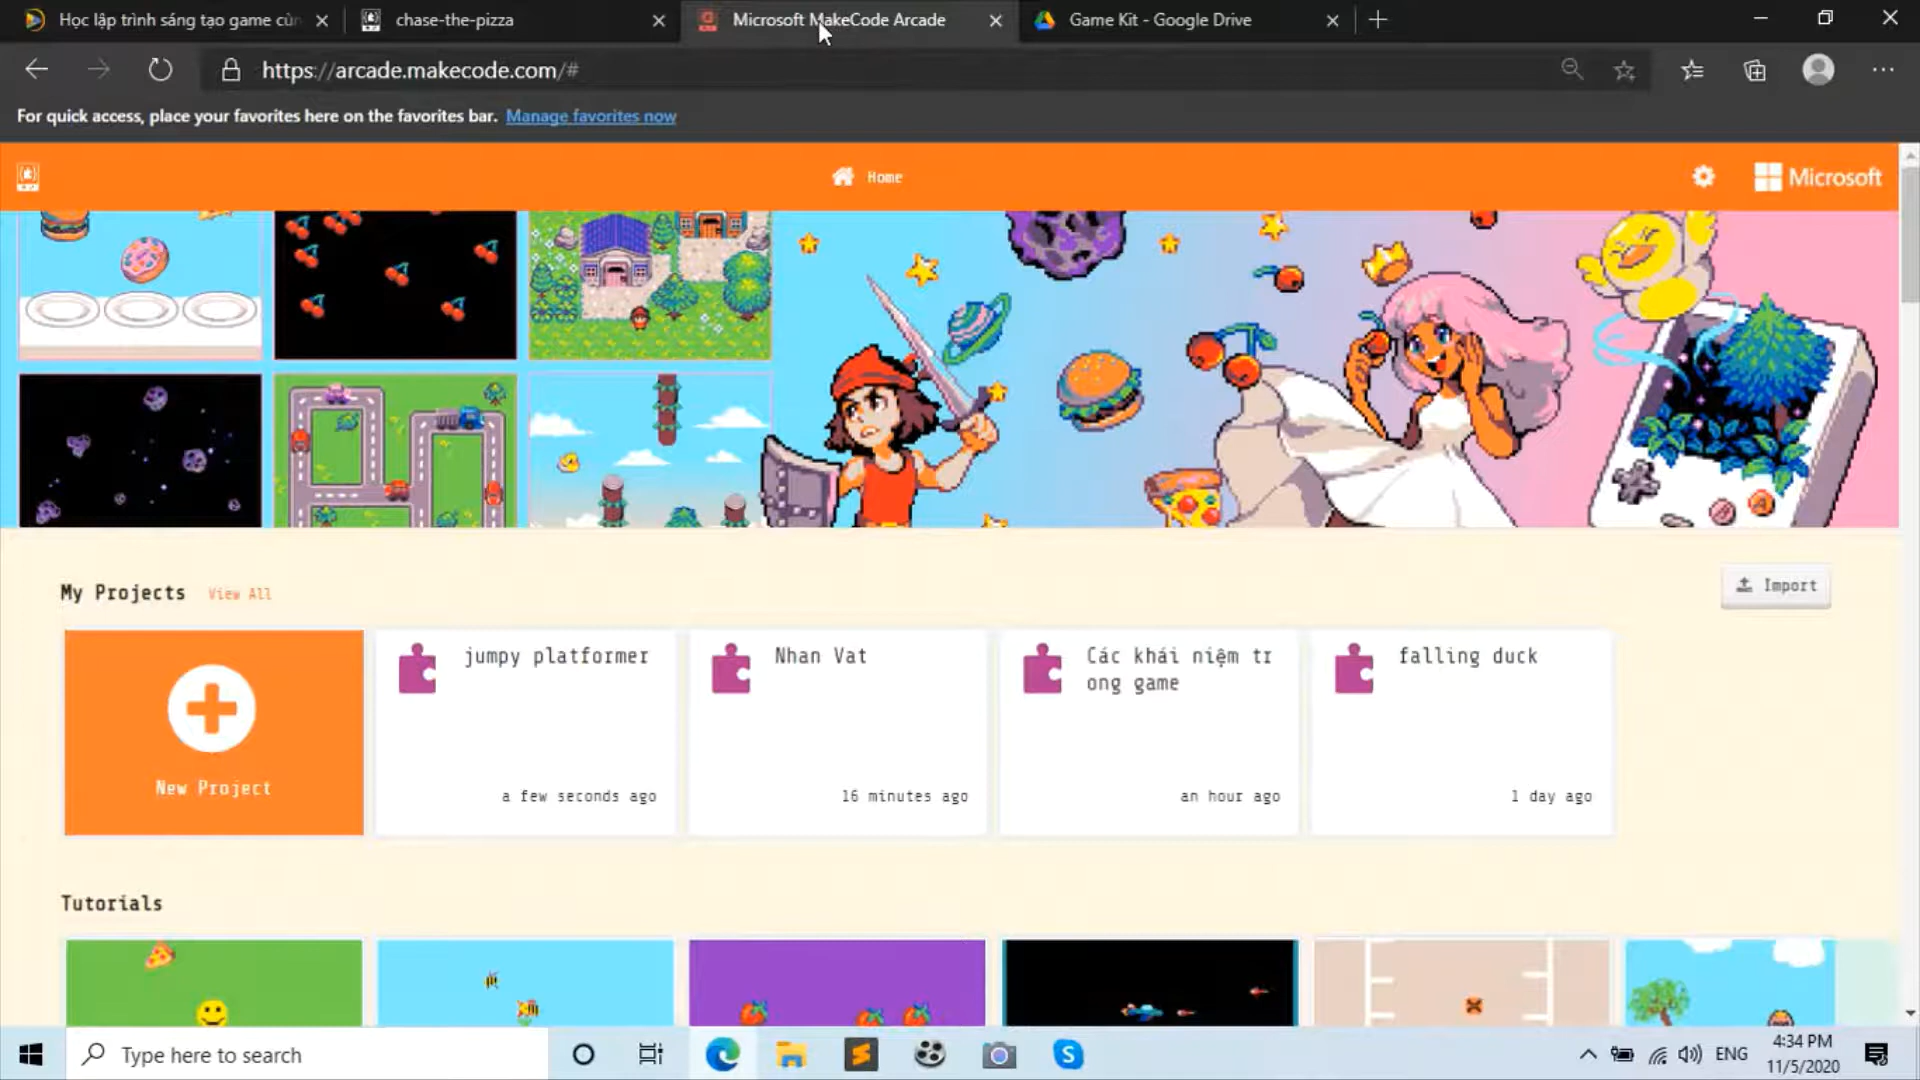 Học lập trình sáng tạo game cùn
chase-the-pizza
Microsoft MakeCode Arcade
Game Kit - Google Drive
https://arcade.makecode.com/#
For quick access, place your favorites here on the favorites bar. Manage favorites now
Home
Microsoft
My Projects View All
Import
New Project
jumpy platformer
a few seconds ago
Nhan Vat
16 minutes ago
Các khái niệm tr
ong game
an hour ago
falling duck
1 day ago
Tutorials
Type here to search
ENG
4:34 PM
11/5/2020